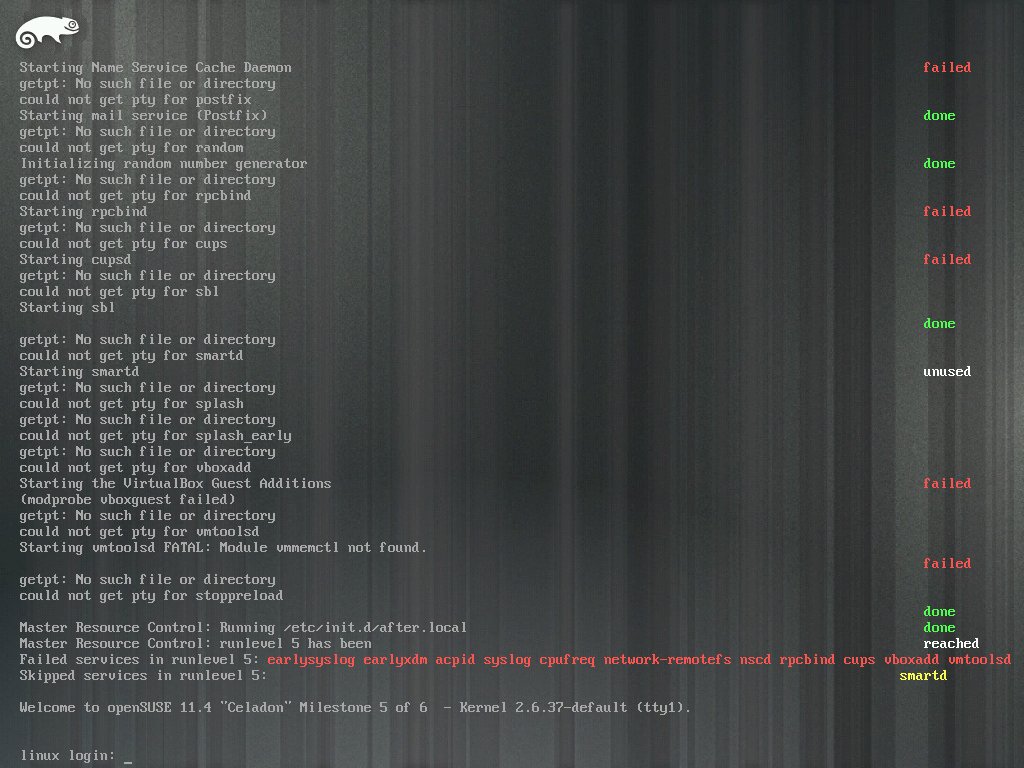 Starting Name Service Cache Daemon failed
getpt: No such file or directory
could not get pty for postfix
Starting mail service (Postfix) done
getpt: No such file or directory
could not get pty for random
Initializing random number generator done
getpt: No such file or directory
could not get pty for rpcbind
Starting rpcbind failed
getpt: No such file or directory
could not get pty for cups
Starting cupsd failed
getpt: No such file or directory
could not get pty for sbl
Starting sbl
done
getpt: No such file or directory
could not get pty for smartd
Starting smartd unused
getpt: No such file or directory
could not get pty for splash
getpt: No such file or directory
could not get pty for splash_early
getpt: No such file or directory
could not get pty for vboxadd
Starting the VirtualBox Guest Additions failed
(modprobe vboxguest failed)
getpt: No such file or directory
could not get pty for vmtoolsd
Starting vmtoolsd FATAL: Module vmmemctl not found.
failed
getpt: No such file or directory
could not get pty for stoppreload
done
Master Resource Control: Running /etc/init.d/after.local done
Master Resource Control: runlevel 5 has been reached
Failed services in runlevel 5: earlysyslog earlyxdm acpid syslog cpufreq network-remotefs nscd rpcbind cups vboxadd vmtoolsd
Skipped services in runlevel 5: smartd
Welcome to openSUSE 11.4 "Celadon" Milestone 5 of 6  - Kernel 2.6.37-default (tty1).
linux login: _